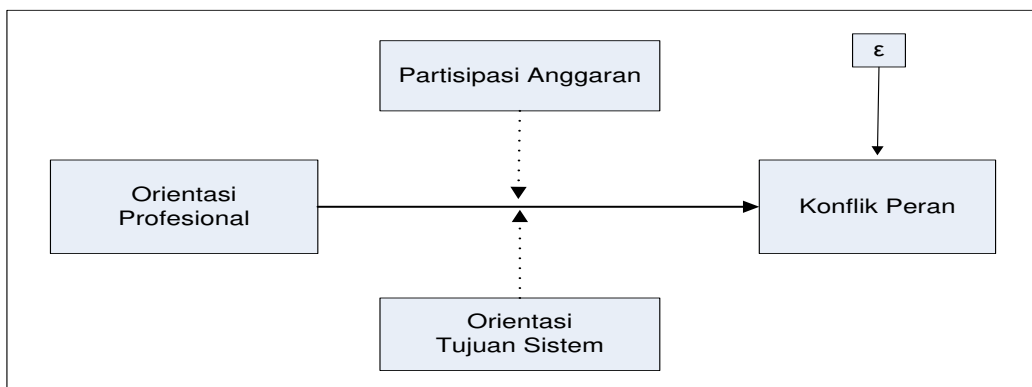 Partisipasi Anggaran
ε
Orientasi
Profesional
Konflik Peran
Orientasi
Tujuan Sistem